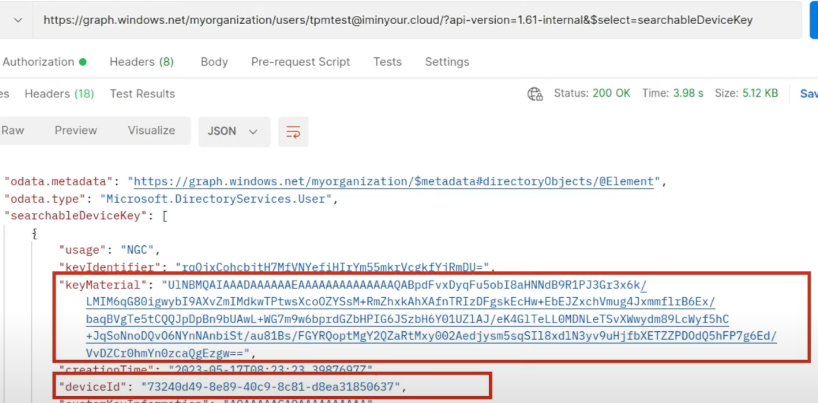 https://graph.windows.net/myorganization/users/tpmtest@iminyour.cloud/?api-version=1.61-internal&$select=searchableDeviceKey
Authorization Headers (8) Body Pre-request Script Tests Settings
es Headers (18) Test Results Status: 200 OK Time: 3.98 s Size: 5.12 KB Sav
Raw Preview Visualize JSON
"odata.metadata": "https://graph.windows.net/myorganization/$metadata#directoryObjects/@Element",
"odata.type": "Microsoft.DirectoryServices.User",
"searchableDeviceKey": [
{
"usage": "NGC",
"keyIdentifier": "rqOjxCohcbjtH7MfVNYefiHIrYm55mkrVcgkfYjRmDU=",
"keyMaterial": "UlNBMQAIAAADAAAAAAEAAAAAAAAAAAAAAQABpdFvxDyqFu5obI8aHNNdB9R1PJ3Gr3x6k/
LMIM6qG80igwybI9AXvZmIMdkwTPtwsXcoOZYSsM+RmZhxkAhXAfnTRIzDFgskEcHw+EbEJZxchVmug4JxmmflrB6Ex/
baqBVgTe5tCQQJpDpBn9bUAwL+WG7m9w6bprdGZbHPIG6JSzbH6Y01UZlAJ/eK4GlTeLL0MDNLeTSvXWwydm89LcWyf5hC
+JqSoNnoDQvO6NYnNAnbiSt/au81Bs/FGYRQoptMgY2QZaRtMxy002Aedjysm5sqSIl8xdlN3yv9uHjfbXETZZPDOdQ5hFP7g6Ed/
VvDZCr0hmYn0zcaQgEzgw==",
"creationTime": "2023-05-17T08:23:23.3987697Z",
"deviceId": "73240d49-8e89-40c9-8c81-d8ea31850637",